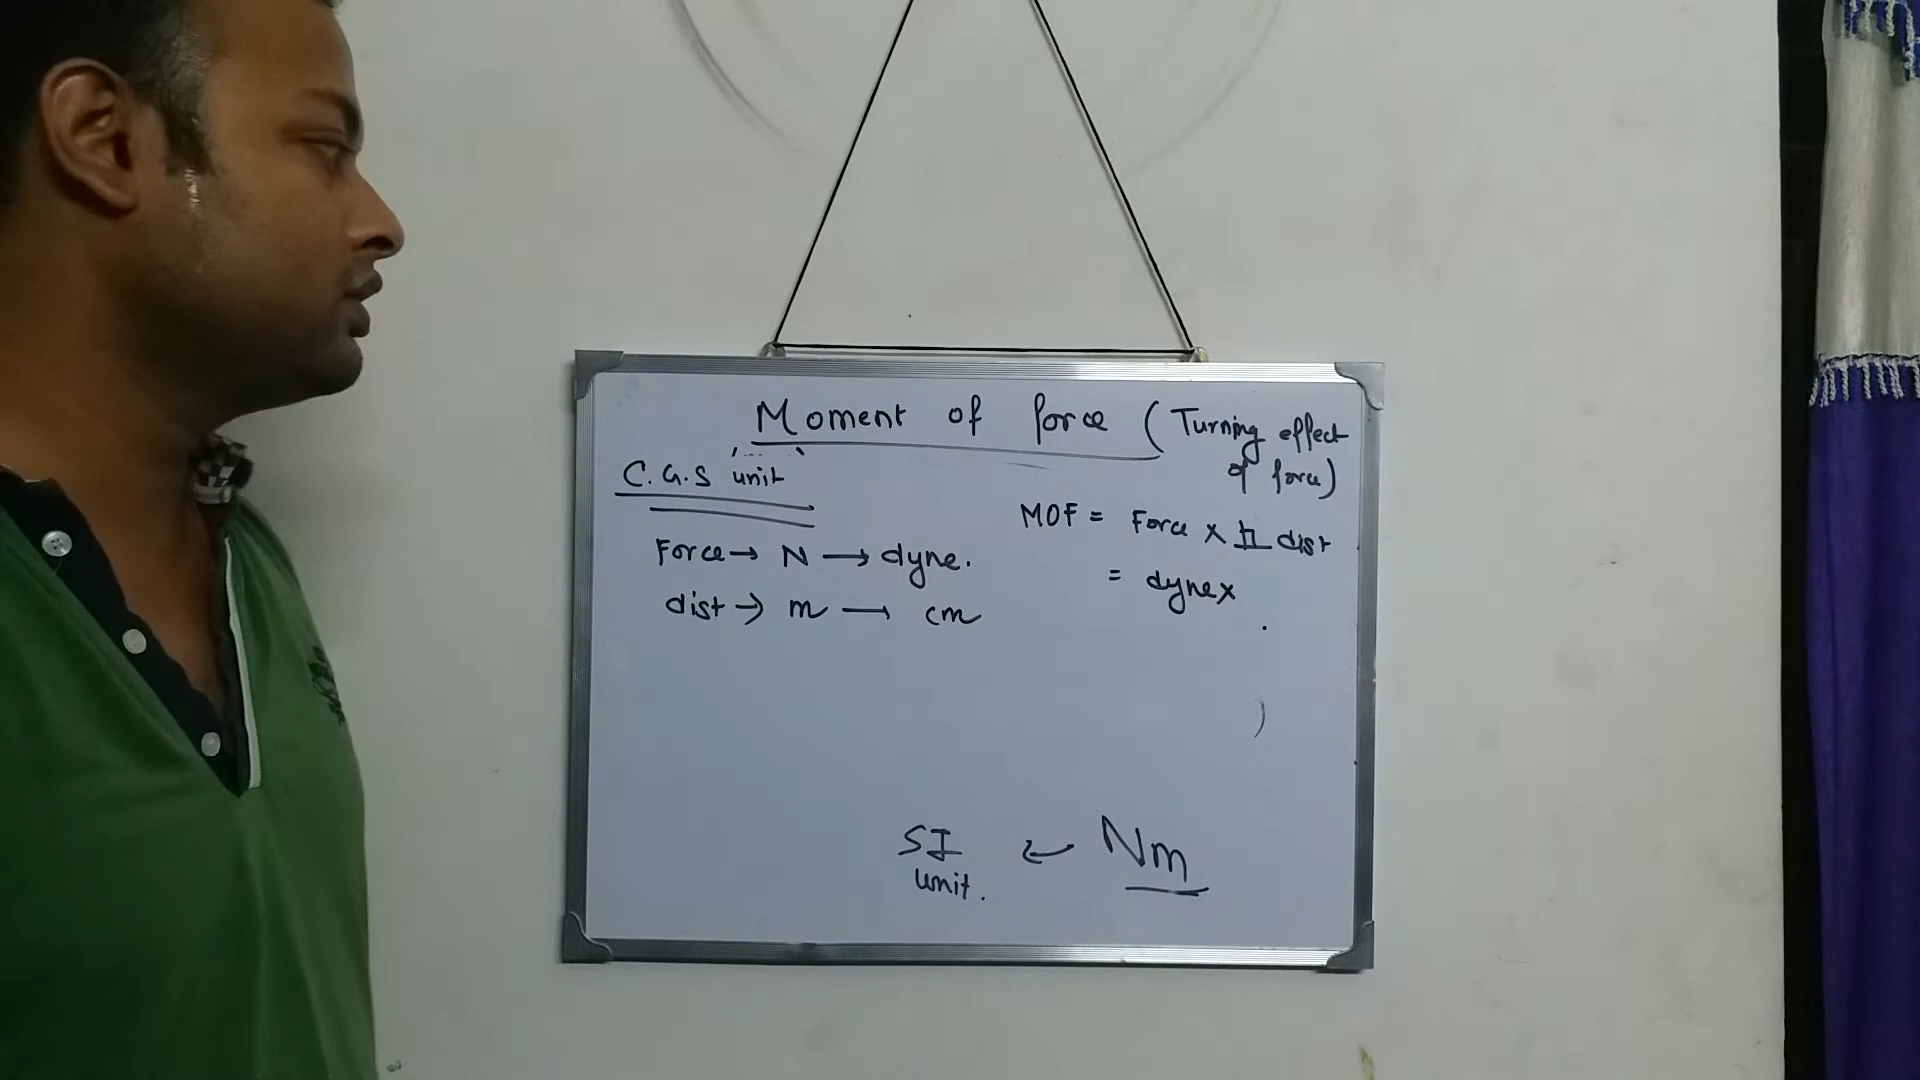 Moment of force (Turning effect
of force)
C.G.S unit
Force → N → dyne.
dist → m → cm
MOF = Force x ⊥ dist
= dyne x
SI ← Nm
unit.